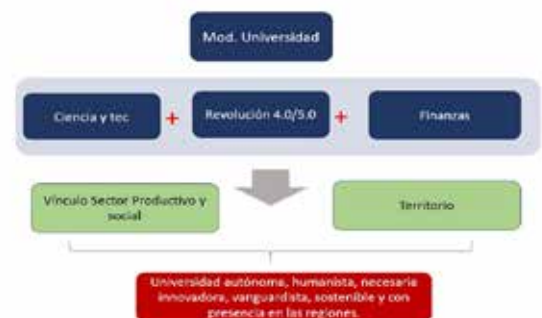 Mod. Universidad
Ciencia y tec + Revolución 4.0/5.0 + Finanzas
Vínculo Sector Productivo y
social
Territorio
Universidad autónoma, humanista, necesaria
innovadora, vanguardista, sostenible y con
presencia en las regiones.